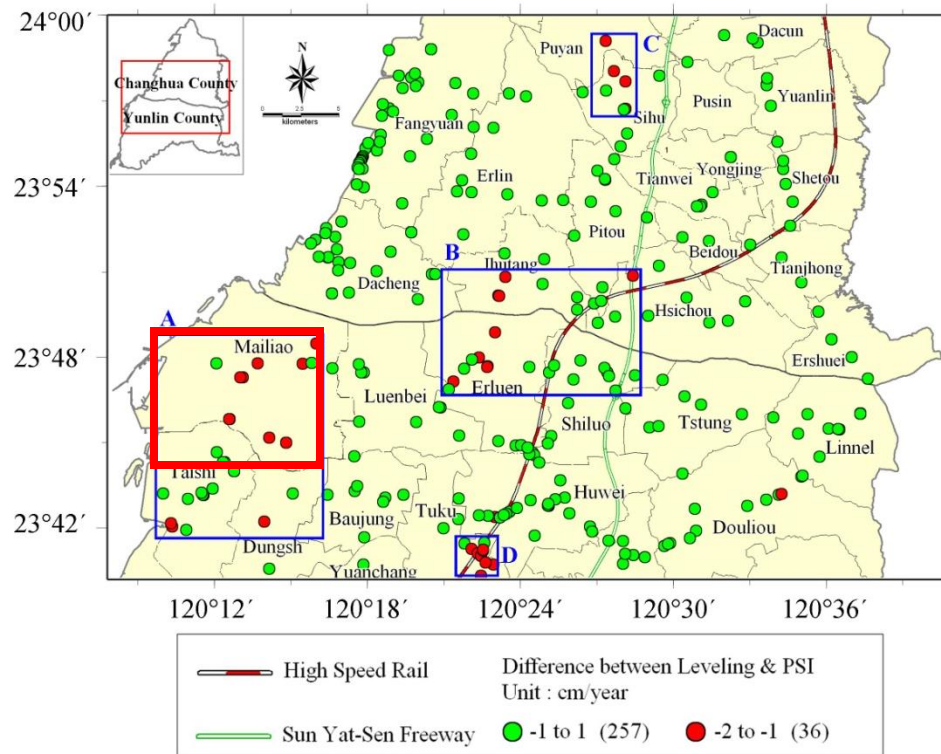 24°00′
23°54′
23°48′
23°42′
Changhua County
Yunlin County
N
0 2.5 5
kilometers
Puyan
C
Dacun
Fangyuan
Sihu
Pusin
Yuanlin
Erlin
Tianwei
Yongjing
Shetou
Pitou
Beidou
B
Jhutang
Dacheng
Tianjhong
Hsichou
A
Mailiao
Ershuei
Luenbei
Erluen
Shiluo
Tstung
Linnel
Taishi
Baujung
Tuku
Huwei
Douliou
Dungsh
Yuanchang
D
120°12′ 120°18′ 120°24′ 120°30′ 120°36′
High Speed Rail
Sun Yat-Sen Freeway
Difference between Leveling & PSI
Unit : cm/year
-1 to 1 (257) -2 to -1 (36)